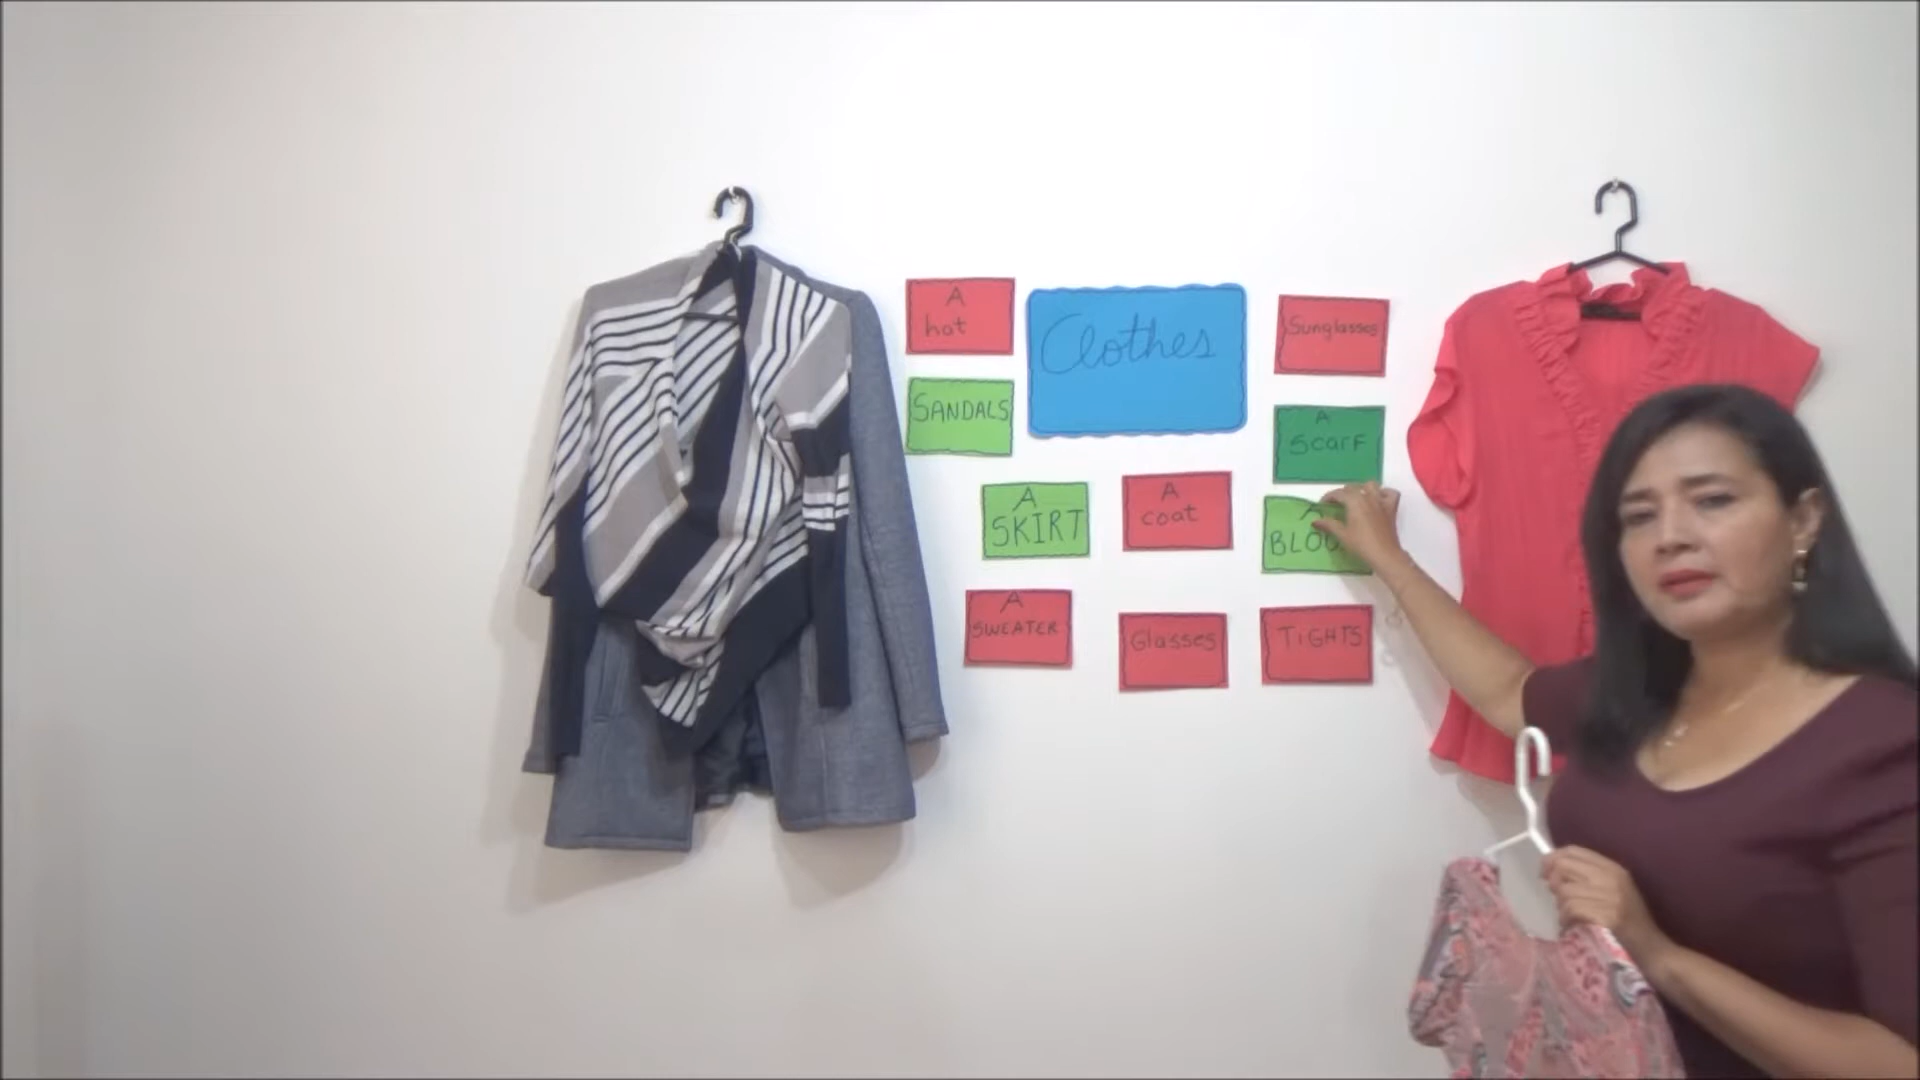 A
hat
Clothes
Sunglasses
SANDALS
A
SCARF
A
SKIRT
A
coat
A
SWEATER
Glasses
TIGHTS